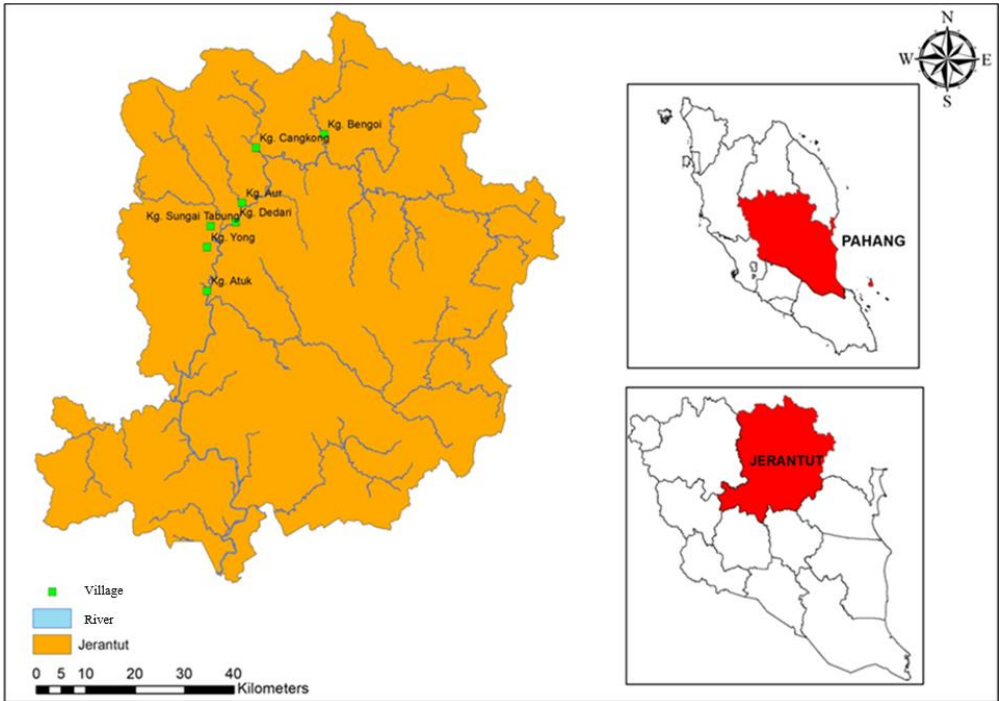 N
W E
S
Kg. Bengoi
Kg. Cangkong
Kg. Aur
Kg. Sungai Tabung
Kg. Dedari
Kg. Yong
Kg. Atuk
PAHANG
JERANTUT
Village
River
Jerantut
0 5 10 20 30 40
Kilometers